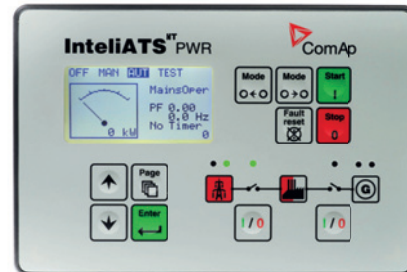 InteliATS NT PWR
ComAp
OFF MAN AUT TEST
MainsOper
PF 0.00
0.0 Hz
No Timer
0 kW 0
Mode Mode Start
O<O O>O I
Fault reset Stop
0
Page
Enter
G
I/O I/O